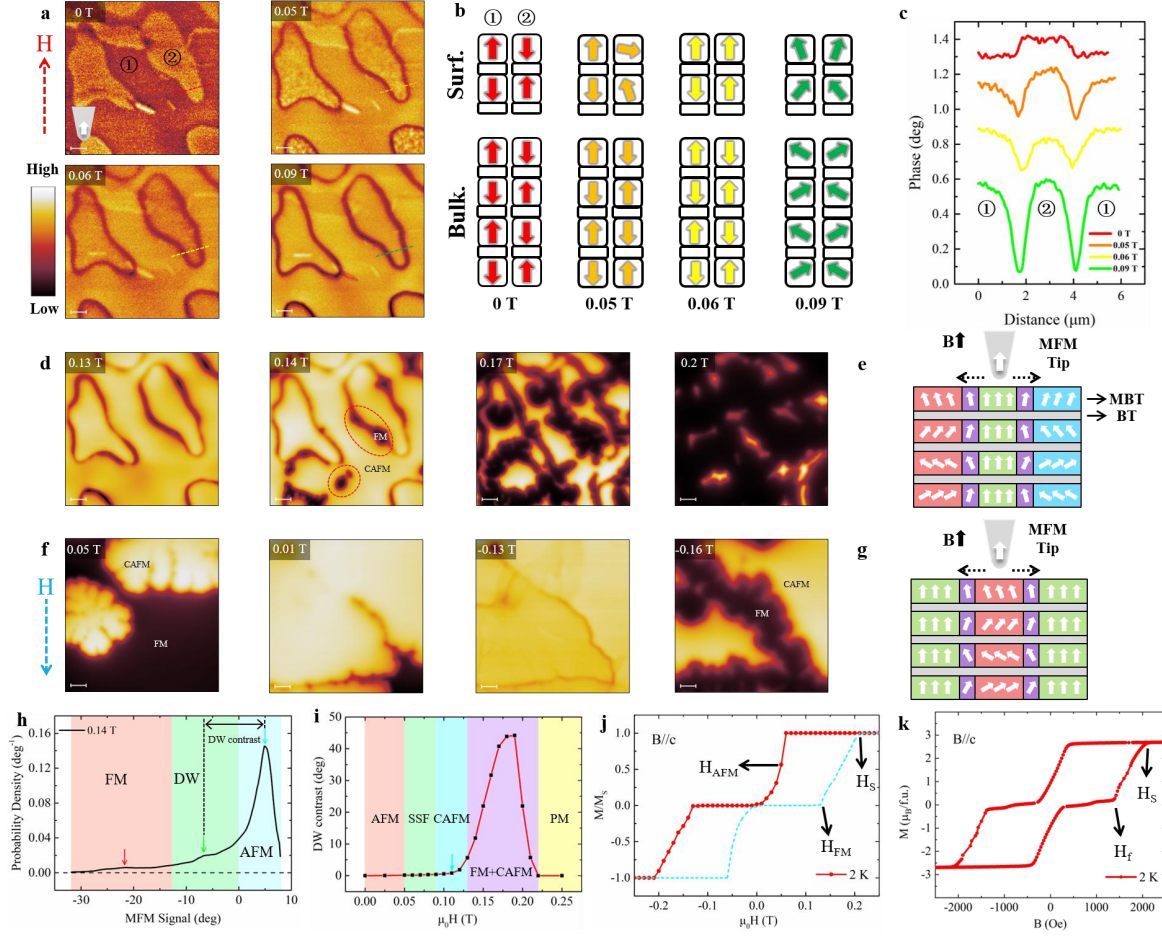 a
H
0 T
①
②
0.05 T
High
Low
0.06 T
0.09 T
b
①
②
Surf.
Bulk.
0 T
0.05 T
0.06 T
0.09 T
c
Phase (deg)
1.4
1.2
1.0
0.8
0.6
0.4
0.2
0.0
①
②
①
0 T
0.05 T
0.06 T
0.09 T
0
2
4
6
Distance (μm)
d
0.13 T
0.14 T
FM
CAFM
0.17 T
0.2 T
e
B
MFM
Tip
MBT
BT
f
H
0.05 T
CAFM
FM
0.01 T
-0.13 T
-0.16 T
CAFM
FM
g
B
MFM
Tip
h
Probability Density (deg⁻¹)
0.16
0.12
0.08
0.04
0.00
0.14 T
DW contrast
FM
DW
AFM
-30
-20
-10
0
10
MFM Signal (deg)
i
DW contrast (deg)
50
40
30
20
10
0
AFM
SSF
CAFM
FM+CAFM
PM
0.00
0.05
0.10
0.15
0.20
0.25
μ₀H (T)
j
M/Mₛ
1.0
0.5
0.0
-0.5
-1.0
B//c
H_AFM
H_S
H_FM
2 K
-0.2
-0.1
0.0
0.1
0.2
μ₀H (T)
k
M (μ_B/f.u.)
4.5
3.0
1.5
0.0
-1.5
-3.0
B//c
H_S
H_f
2 K
-2000
-1000
0
1000
2000
B (Oe)